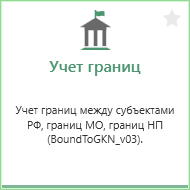 Учет границ
Учет границ между субъектами
РФ, границ МО, границ НП
(BoundToGKN_v03).